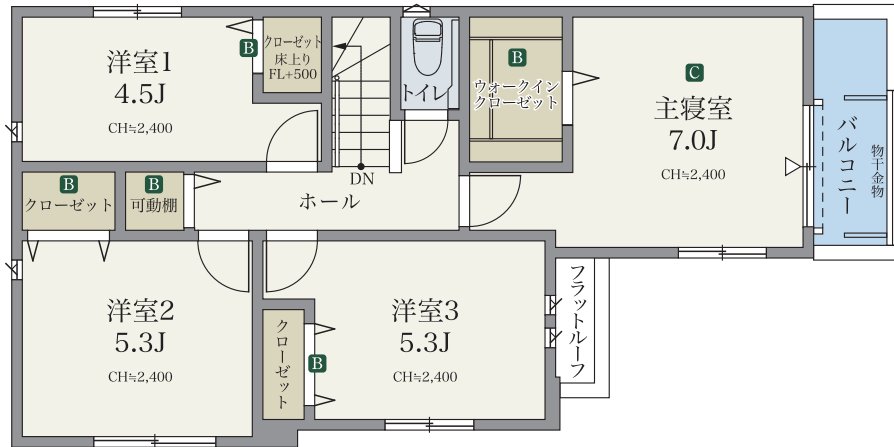 洋室1
4.5J
CH≒2,400
B
クローゼット
床上り
FL+500
DN
トイレ
B
ウォークイン
クローゼット
C
主寝室
7.0J
CH≒2,400
バルコニー
物干金物
B
クローゼット
B
可動棚
ホール
洋室2
5.3J
CH≒2,400
クローゼット
B
洋室3
5.3J
CH≒2,400
フラットルーフ